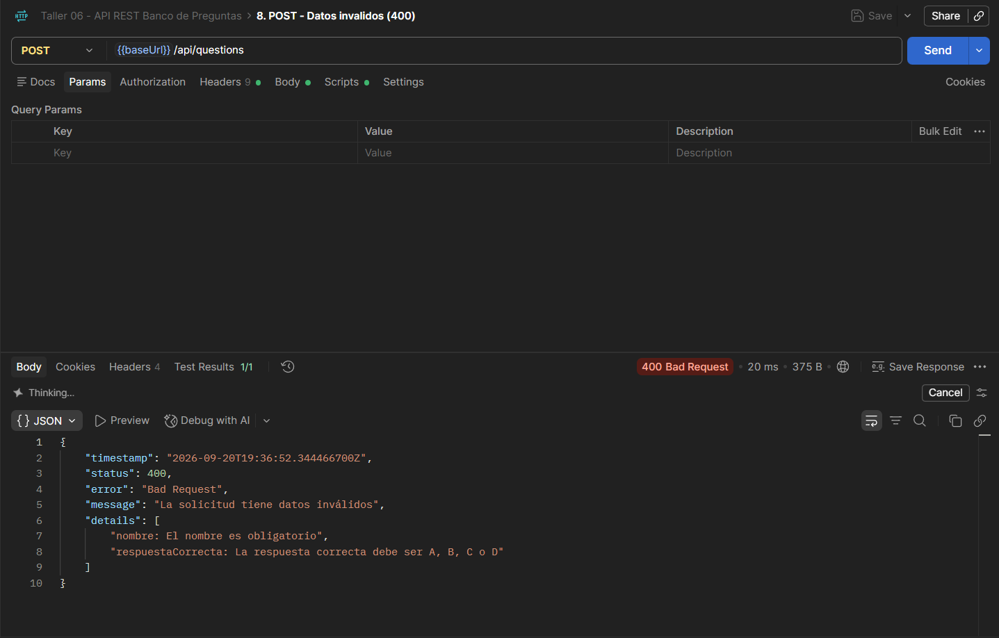 HTTP Taller 06 - API REST Banco de Preguntas > 8. POST - Datos invalidos (400) Save Share
POST {{baseUrl}} /api/questions Send
Docs Params Authorization Headers 9 Body Scripts Settings Cookies
Query Params
Key Value Description Bulk Edit
Key Value Description
Body Cookies Headers 4 Test Results 1/1 400 Bad Request 20 ms 375 B e.g. Save Response
Thinking... Cancel
{} JSON Preview Debug with AI
1 {
2 "timestamp": "2026-09-20T19:36:52.344466700Z",
3 "status": 400,
4 "error": "Bad Request",
5 "message": "La solicitud tiene datos inválidos",
6 "details": [
7 "nombre: El nombre es obligatorio",
8 "respuestaCorrecta: La respuesta correcta debe ser A, B, C o D"
9 ]
10 }